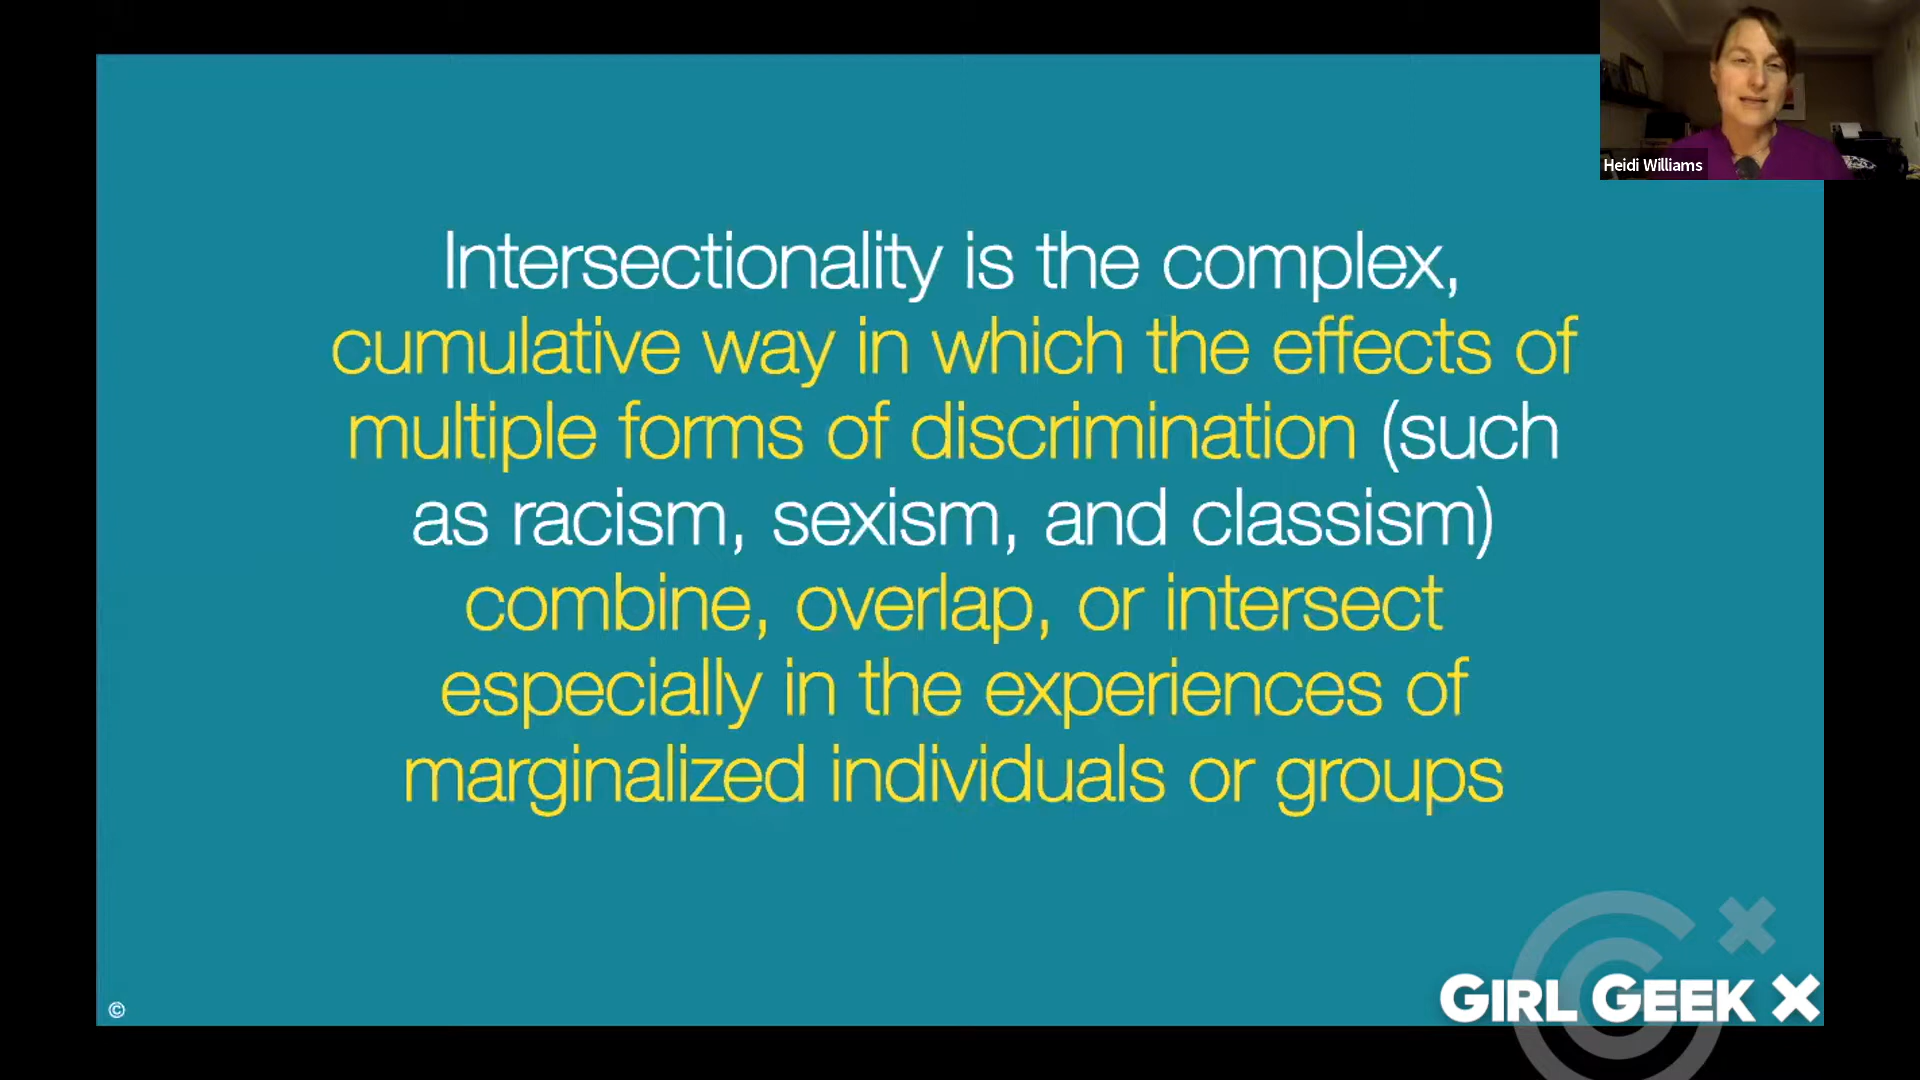 Heidi Williams
Intersectionality is the complex,
cumulative way in which the effects of
multiple forms of discrimination (such
as racism, sexism, and classism)
combine, overlap, or intersect
especially in the experiences of
marginalized individuals or groups
©
GIRL GEEK X